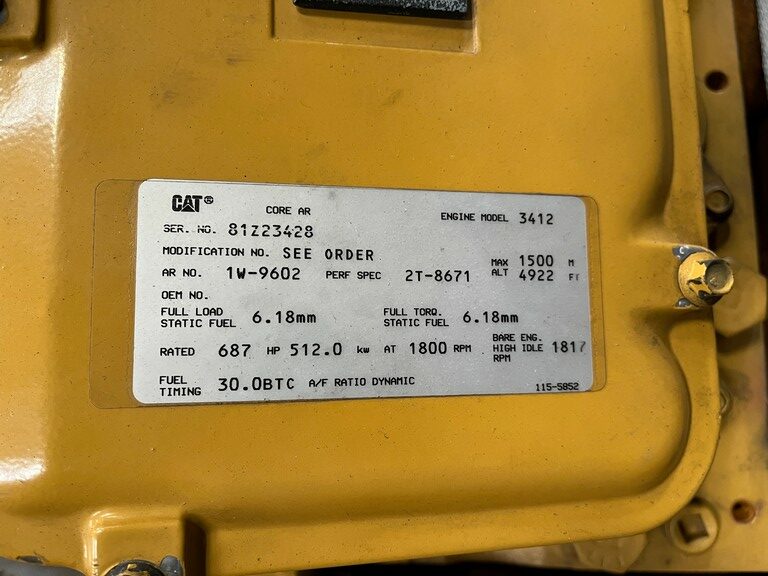 CAT® CORE AR ENGINE MODEL 3412
SER. NO. 81Z23428
MODIFICATION NO. SEE ORDER
AR NO. 1W-9602 PERF SPEC 2T-8671 MAX ALT 1500 M 4922 FT
OEM NO.
FULL LOAD STATIC FUEL 6.18mm FULL TORQ. STATIC FUEL 6.18mm
RATED 687 HP 512.0 kw AT 1800 RPM BARE ENG. HIGH IDLE RPM 1817
FUEL TIMING 30.0BTC A/F RATIO DYNAMIC
115-5852